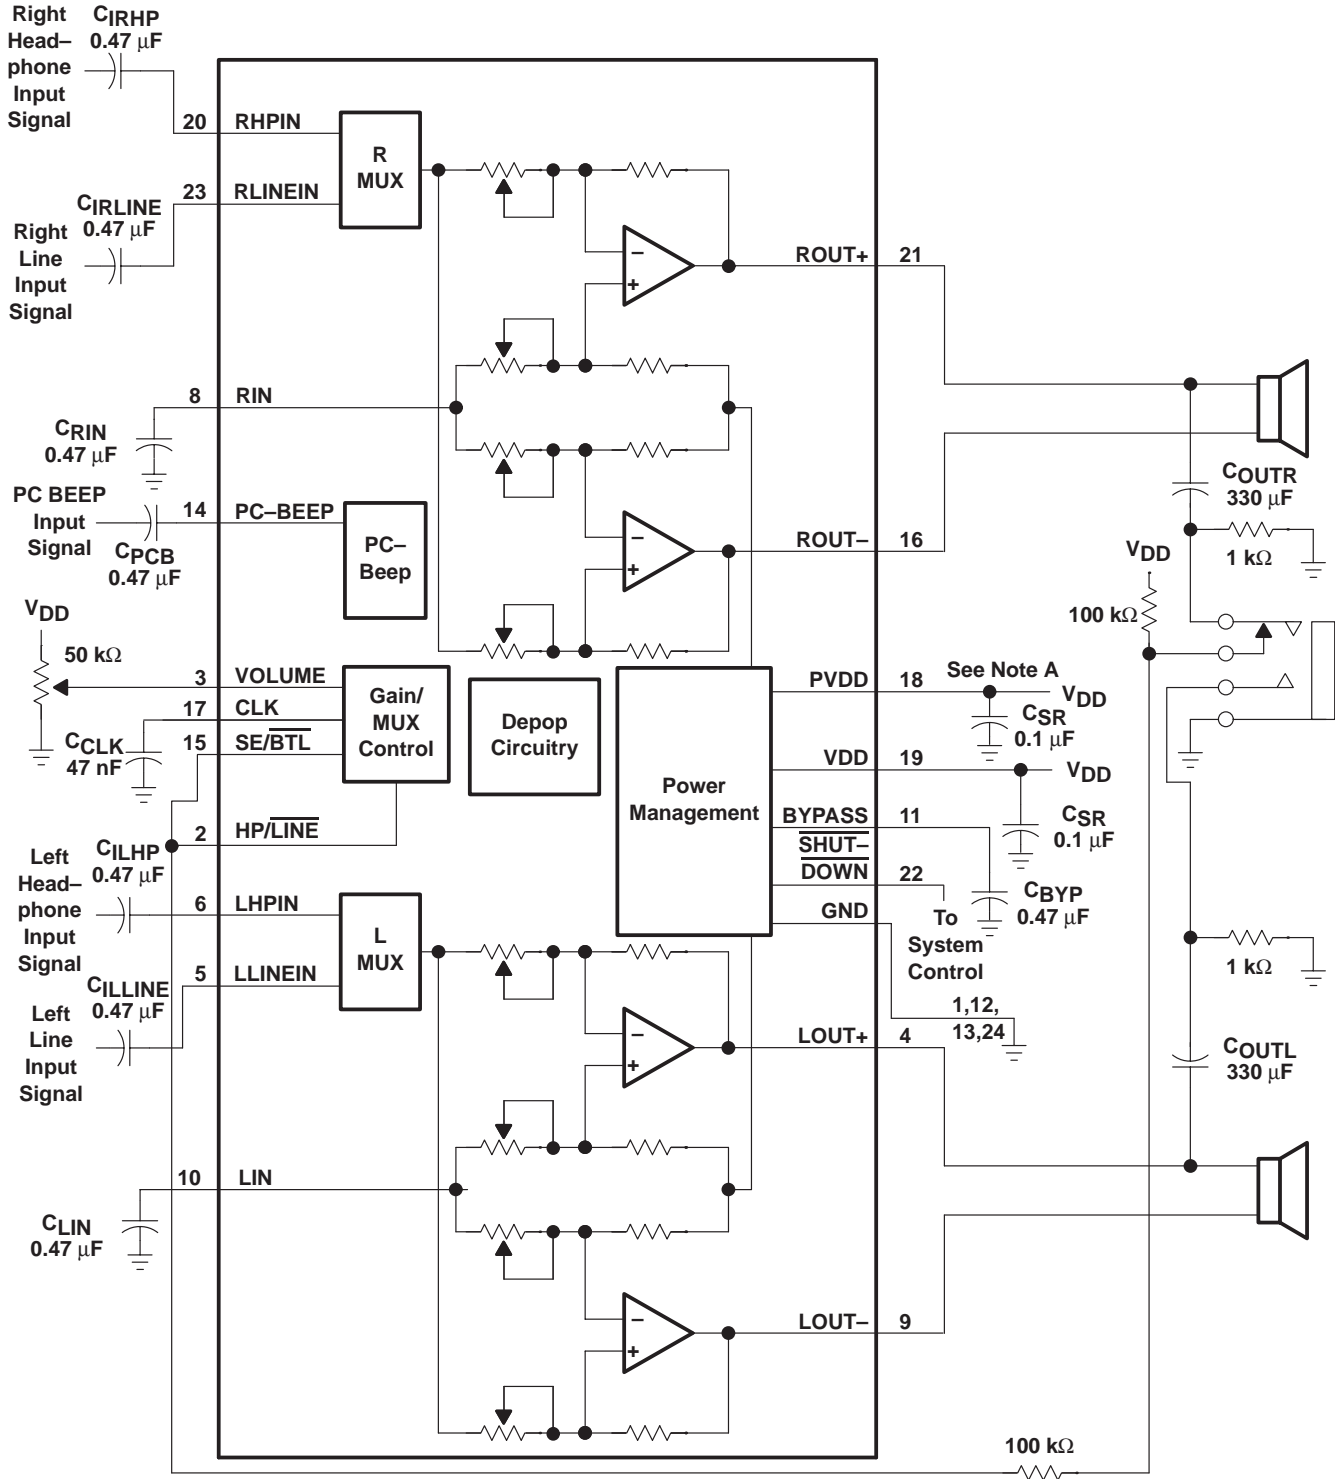 Right
Head–
phone
Input
Signal
CIRHP
0.47 μF
20 RHPIN
R
MUX
23 RLINEIN
CIRLINE
0.47 μF
Right
Line
Input
Signal
–
+
ROUT+ 21
8 RIN
CRIN
0.47 μF
COUTR
330 μF
PC BEEP
Input
Signal
14 PC–BEEP
CPCB
0.47 μF
PC–
Beep
–
+
ROUT– 16
1 kΩ
VDD
100 kΩ
VDD
50 kΩ
3 VOLUME
17 CLK
15 SE/BTL
CCLK
47 nF
Gain/
MUX
Control
Depop
Circuitry
2 HP/LINE
Power
Management
PVDD 18
See Note A
VDD
CSR
0.1 μF
VDD 19
VDD
CSR
0.1 μF
BYPASS 11
SHUT–
DOWN 22
CBYP
0.47 μF
To
System
Control
GND
1,12,
13,24
Left
Head–
phone
Input
Signal
CILHP
0.47 μF
6 LHPIN
L
MUX
5 LLINEIN
CILLINE
0.47 μF
Left
Line
Input
Signal
1 kΩ
–
+
LOUT+ 4
COUTL
330 μF
10 LIN
CLIN
0.47 μF
–
+
LOUT– 9
100 kΩ